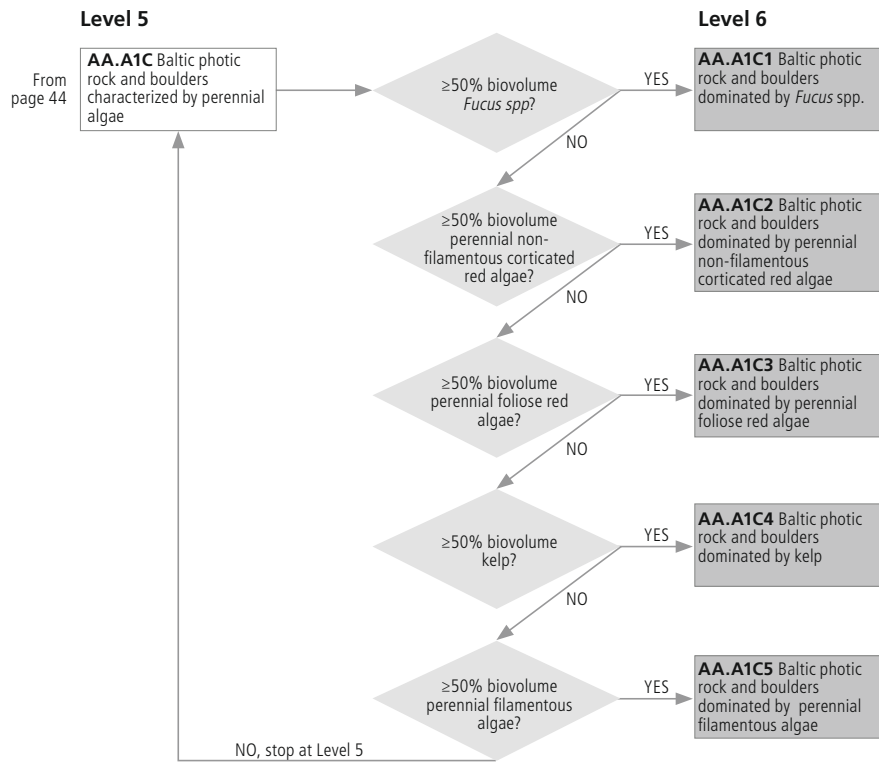 Level 5
Level 6
From
page 44
AA.A1C Baltic photic
rock and boulders
characterized by perennial
algae
≥50% biovolume
Fucus spp?
YES
AA.A1C1 Baltic photic
rock and boulders
dominated by Fucus spp.
NO
≥50% biovolume
perennial non-
filamentous corticated
red algae?
YES
AA.A1C2 Baltic photic
rock and boulders
dominated by perennial
non-filamentous
corticated red algae
NO
≥50% biovolume
perennial foliose red
algae?
YES
AA.A1C3 Baltic photic
rock and boulders
dominated by perennial
foliose red algae
NO
≥50% biovolume
kelp?
YES
AA.A1C4 Baltic photic
rock and boulders
dominated by kelp
NO
≥50% biovolume
perennial filamentous
algae?
YES
AA.A1C5 Baltic photic
rock and boulders
dominated by perennial
filamentous algae
NO, stop at Level 5